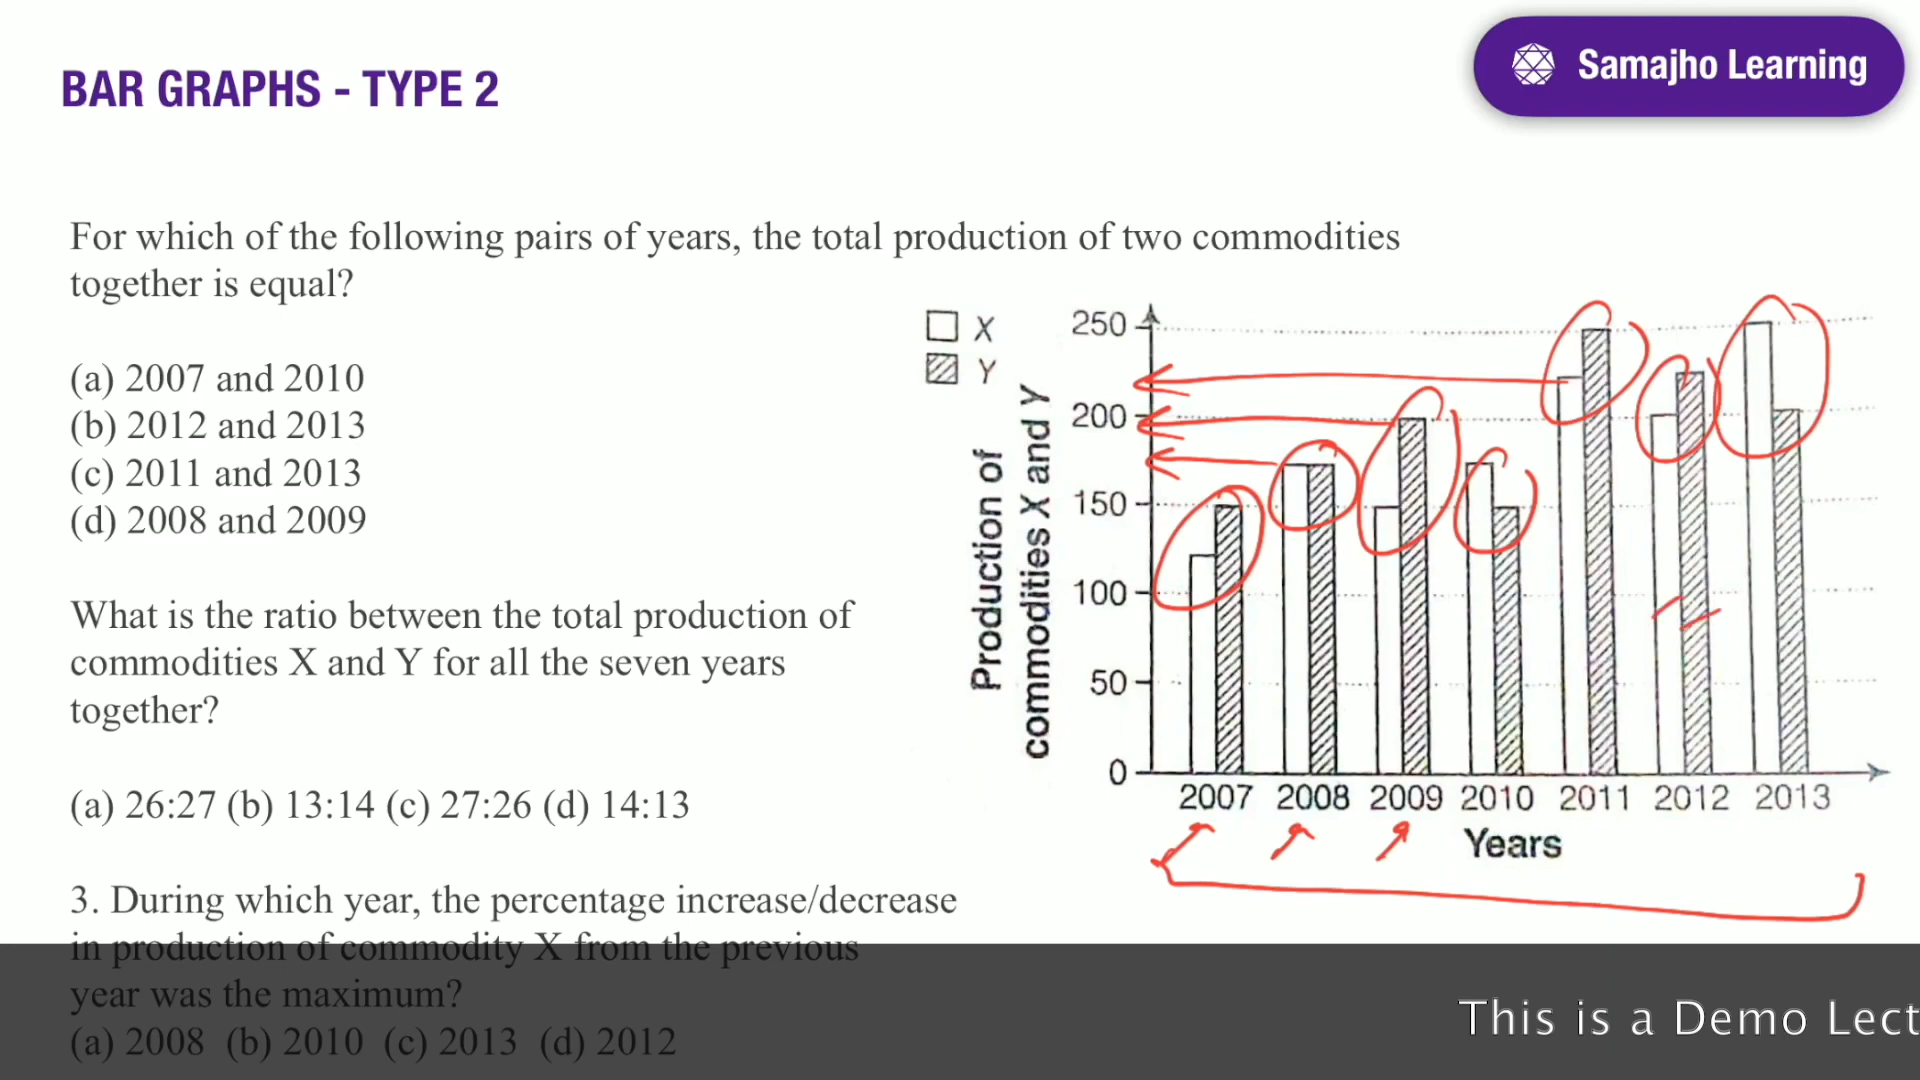 BAR GRAPHS - TYPE 2
Samajho Learning
For which of the following pairs of years, the total production of two commodities
together is equal?
(a) 2007 and 2010
(b) 2012 and 2013
(c) 2011 and 2013
(d) 2008 and 2009
What is the ratio between the total production of
commodities X and Y for all the seven years
together?
(a) 26:27 (b) 13:14 (c) 27:26 (d) 14:13
3. During which year, the percentage increase/decrease
in production of commodity X from the previous
year was the maximum?
(a) 2008 (b) 2010 (c) 2013 (d) 2012
X
Y
Production of
commodities X and Y
250
200
150
100
50
0
2007 2008 2009 2010 2011 2012 2013
Years
This is a Demo Lect